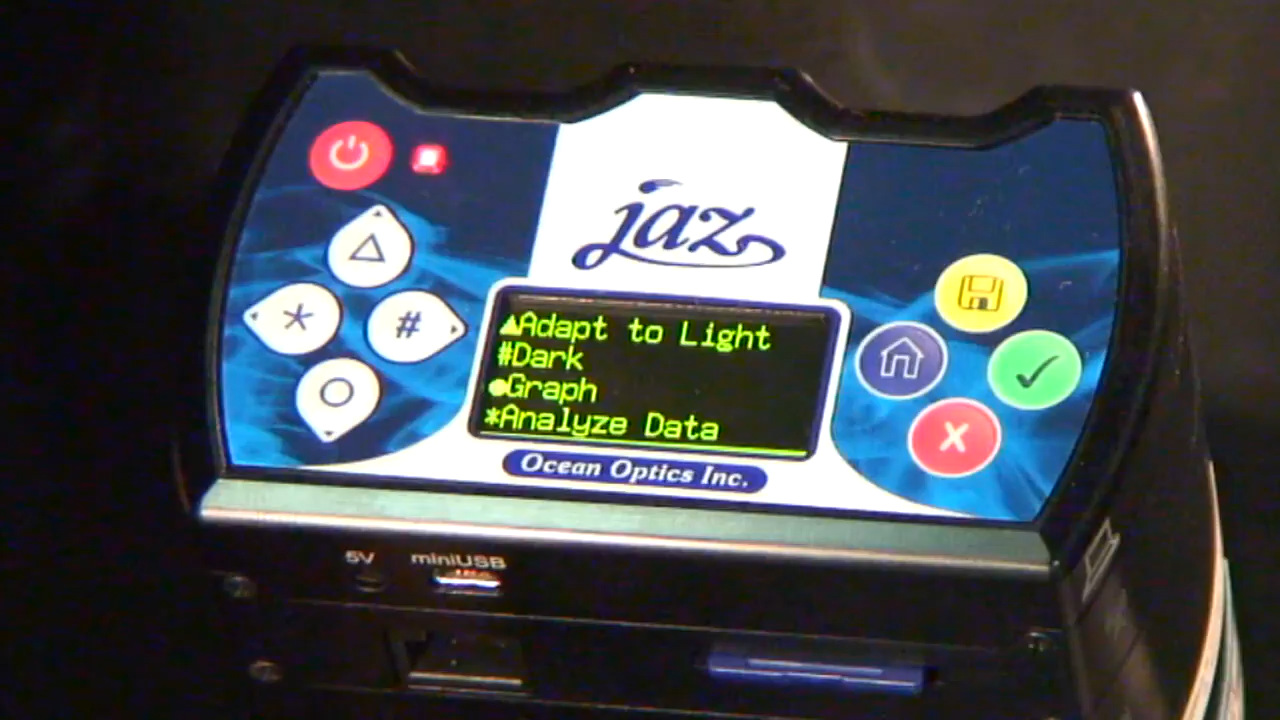 jaz
▲Adapt to Light
#Dark
●Graph
*Analyze Data
Ocean Optics Inc.
* #
X
5V miniUSB